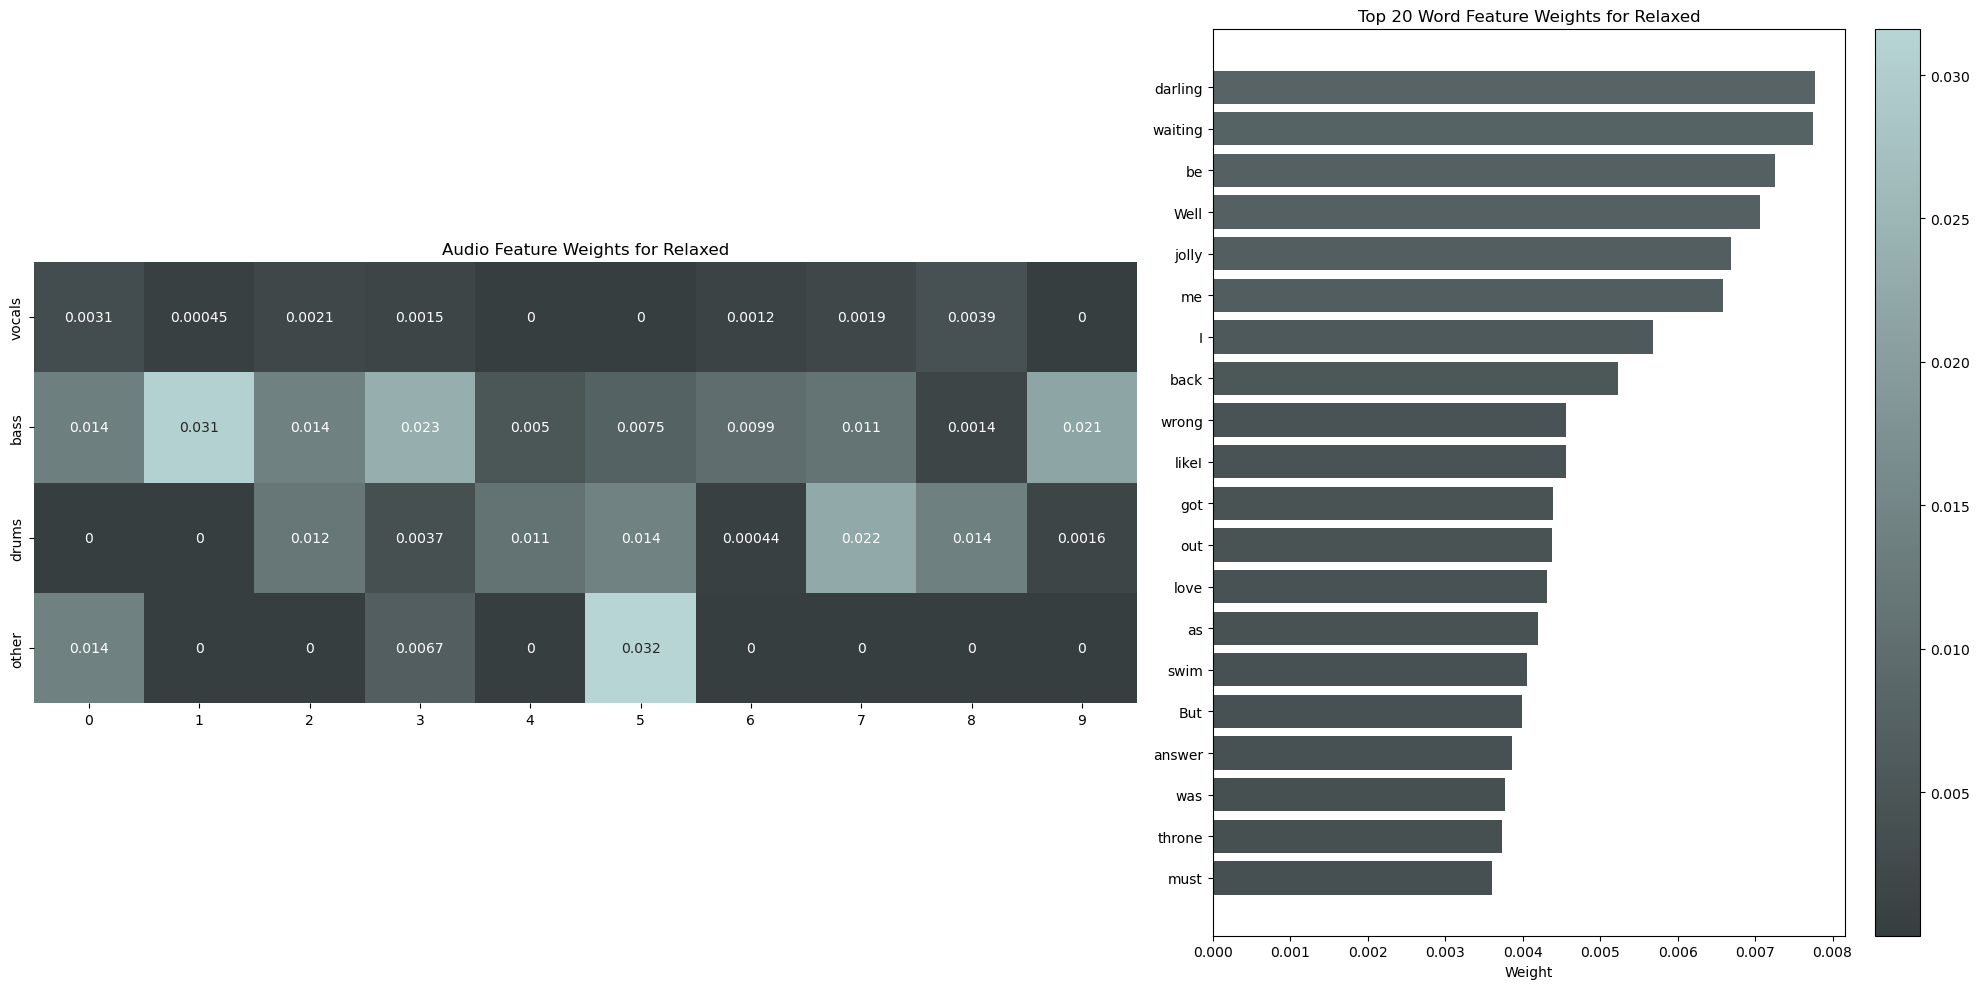 Audio Feature Weights for Relaxed
vocals
0.0031 0.00045 0.0021 0.0015 0 0 0.0012 0.0019 0.0039 0
bass
0.014 0.031 0.014 0.023 0.005 0.0075 0.0099 0.011 0.0014 0.021
drums
0 0 0.012 0.0037 0.011 0.014 0.00044 0.022 0.014 0.0016
other
0.014 0 0 0.0067 0 0.032 0 0 0 0
0 1 2 3 4 5 6 7 8 9
Top 20 Word Feature Weights for Relaxed
darling
waiting
be
Well
jolly
me
I
back
wrong
likeI
got
out
love
as
swim
But
answer
was
throne
must
0.000 0.001 0.002 0.003 0.004 0.005 0.006 0.007 0.008
Weight
0.030
0.025
0.020
0.015
0.010
0.005